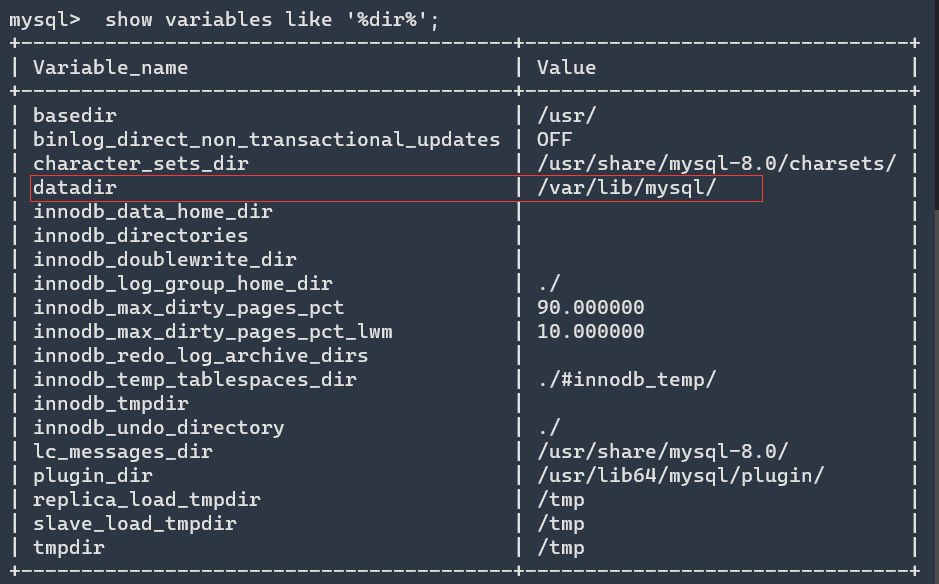 mysql>  show variables like '%dir%';
+-----------------------------------------+--------------------------------+
| Variable_name                           | Value                          |
+-----------------------------------------+--------------------------------+
| basedir                                 | /usr/                          |
| binlog_direct_non_transactional_updates | OFF                            |
| character_sets_dir                      | /usr/share/mysql-8.0/charsets/ |
| datadir                                 | /var/lib/mysql/                |
| innodb_data_home_dir                    |                                |
| innodb_directories                      |                                |
| innodb_doublewrite_dir                  |                                |
| innodb_log_group_home_dir               | ./                             |
| innodb_max_dirty_pages_pct              | 90.000000                      |
| innodb_max_dirty_pages_pct_lwm          | 10.000000                      |
| innodb_redo_log_archive_dirs            |                                |
| innodb_temp_tablespaces_dir             | ./#innodb_temp/                |
| innodb_tmpdir                           |                                |
| innodb_undo_directory                   | ./                             |
| lc_messages_dir                         | /usr/share/mysql-8.0/          |
| plugin_dir                              | /usr/lib64/mysql/plugin/       |
| replica_load_tmpdir                     | /tmp                           |
| slave_load_tmpdir                       | /tmp                           |
| tmpdir                                  | /tmp                           |
+-----------------------------------------+--------------------------------+